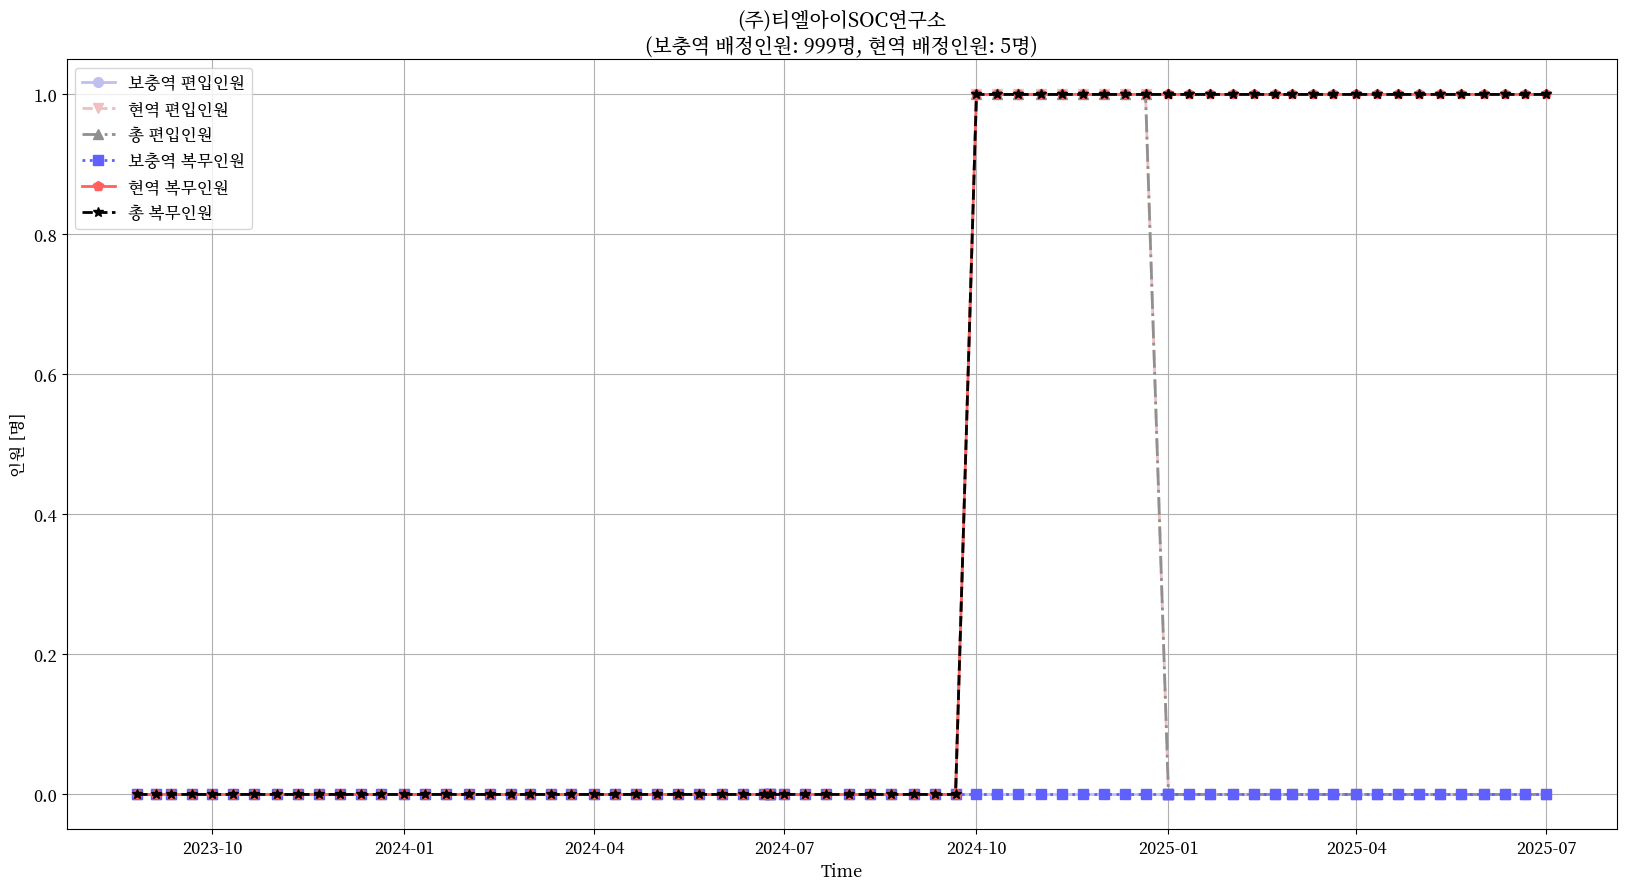 (주)티엘아이SOC연구소
(보충역 배정인원: 999명, 현역 배정인원: 5명)
보충역 편입인원
현역 편입인원
총 편입인원
보충역 복무인원
현역 복무인원
총 복무인원
1.0
0.8
0.6
0.4
0.2
0.0
인원 [명]
2023-10
2024-01
2024-04
2024-07
2024-10
2025-01
2025-04
2025-07
Time